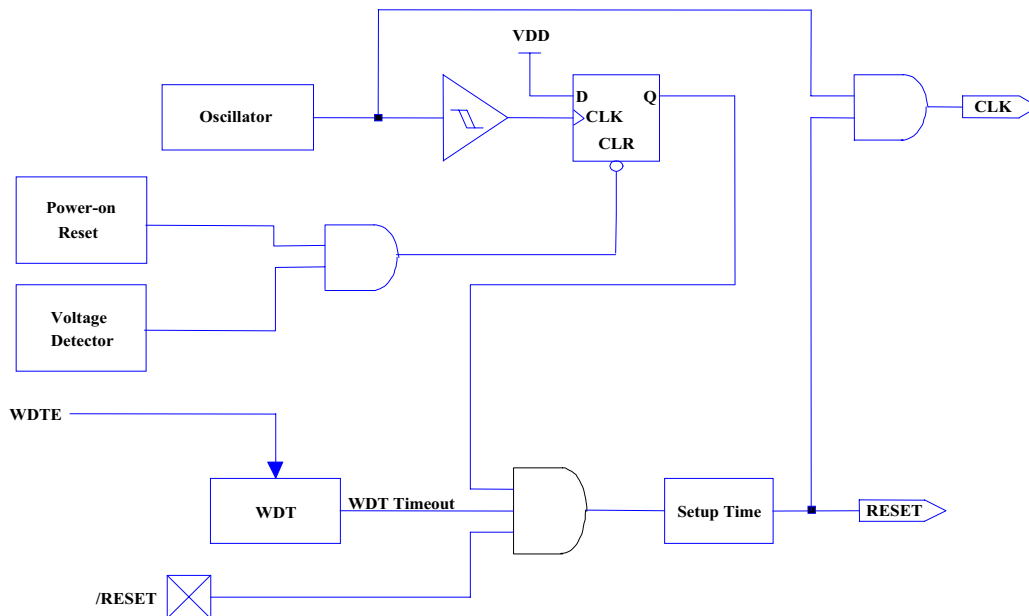 VDD
Oscillator
D
Q
CLK
CLR
CLK
Power-on
Reset
Voltage
Detector
WDTE
WDT
WDT Timeout
Setup Time
RESET
/RESET